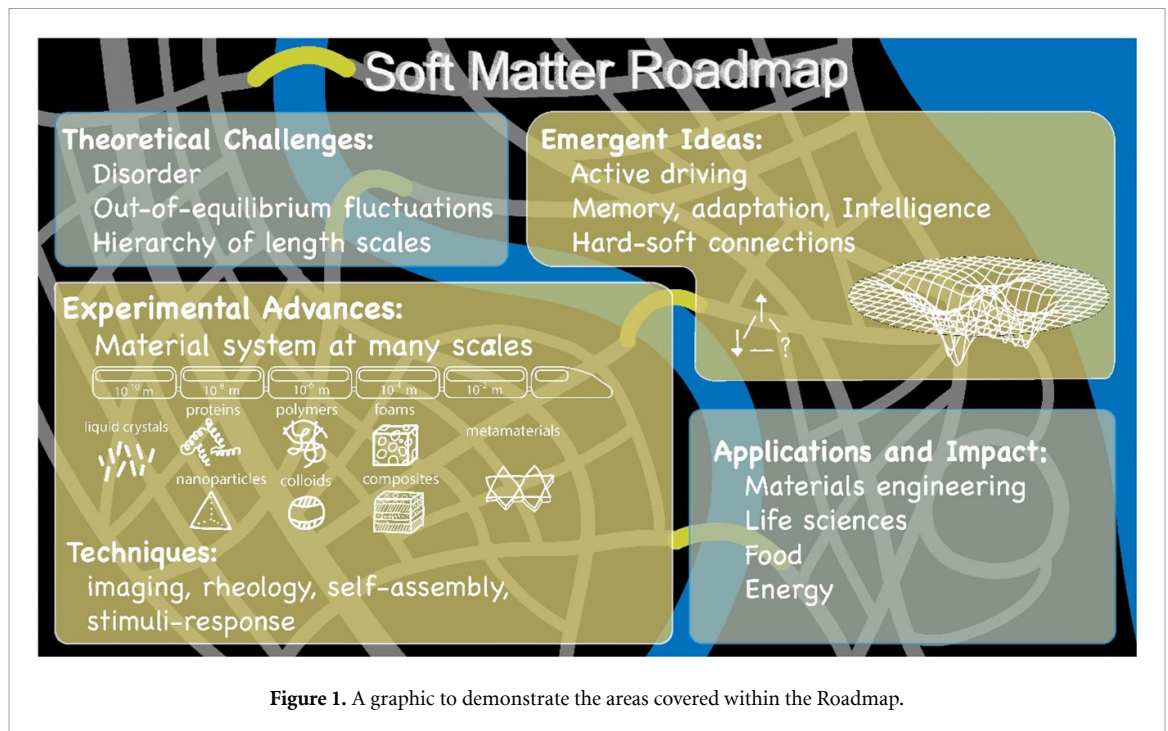 Soft Matter Roadmap
Theoretical Challenges:
Disorder
Out-of-equilibrium fluctuations
Hierarchy of length scales
Emergent Ideas:
Active driving
Memory, adaptation, Intelligence
Hard-soft connections
?
Experimental Advances:
Material system at many scales
10⁻¹⁰ m 10⁻⁸ m 10⁻⁶ m 10⁻⁴ m 10⁻² m
liquid crystals proteins polymers foams metamaterials
nanoparticles colloids composites
Techniques:
imaging, rheology, self-assembly,
stimuli-response
Applications and Impact:
Materials engineering
Life sciences
Food
Energy
Figure 1. A graphic to demonstrate the areas covered within the Roadmap.